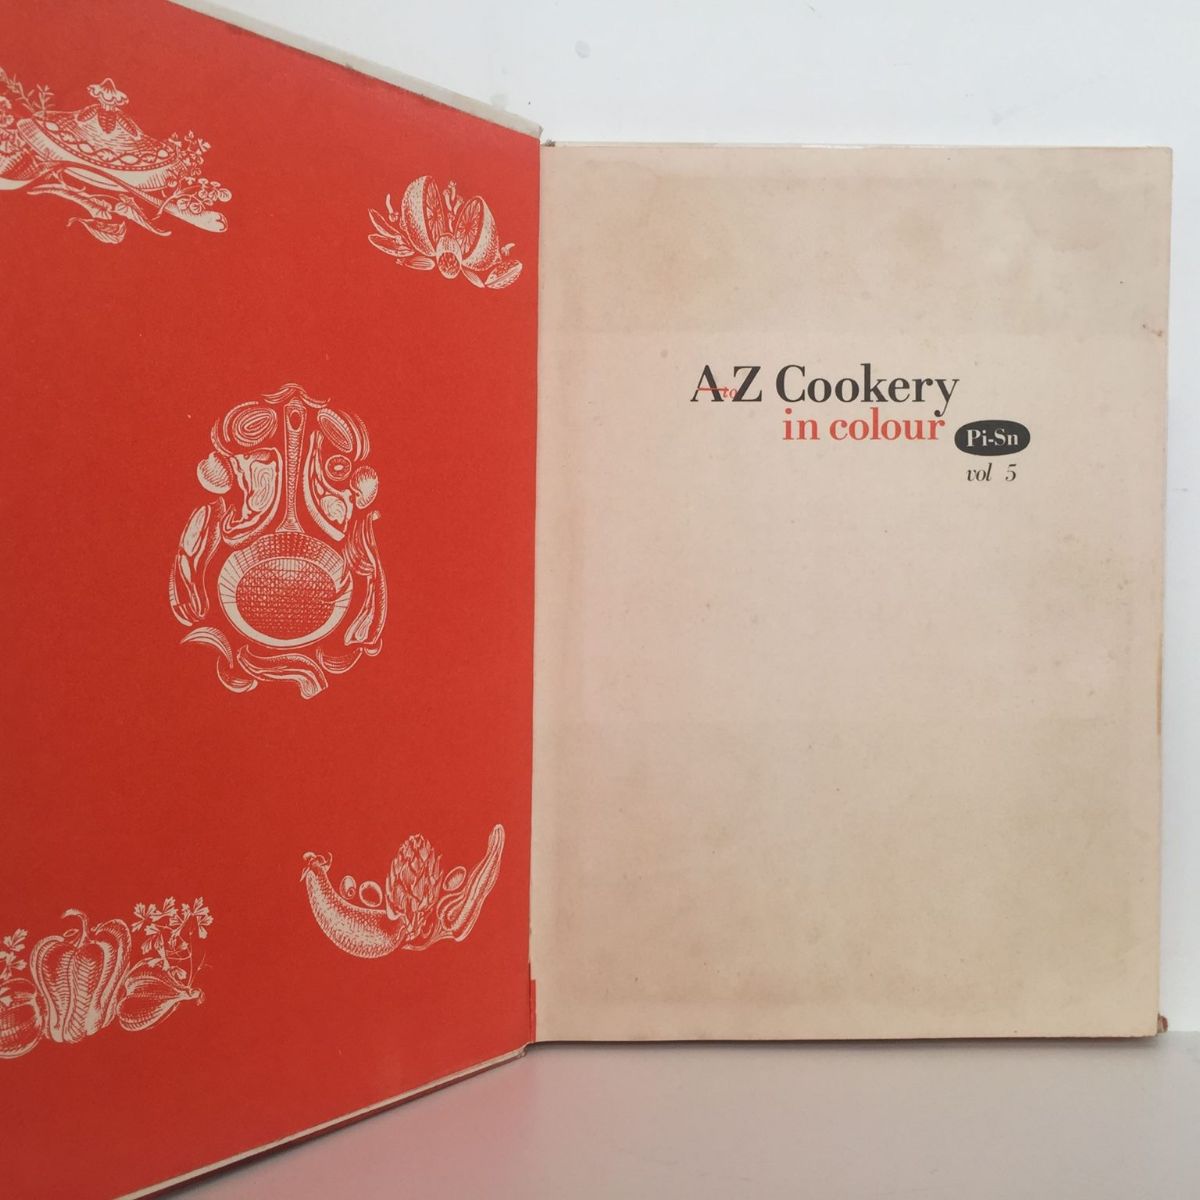 A to Z Cookery
in colour
Pi-Sn
vol 5